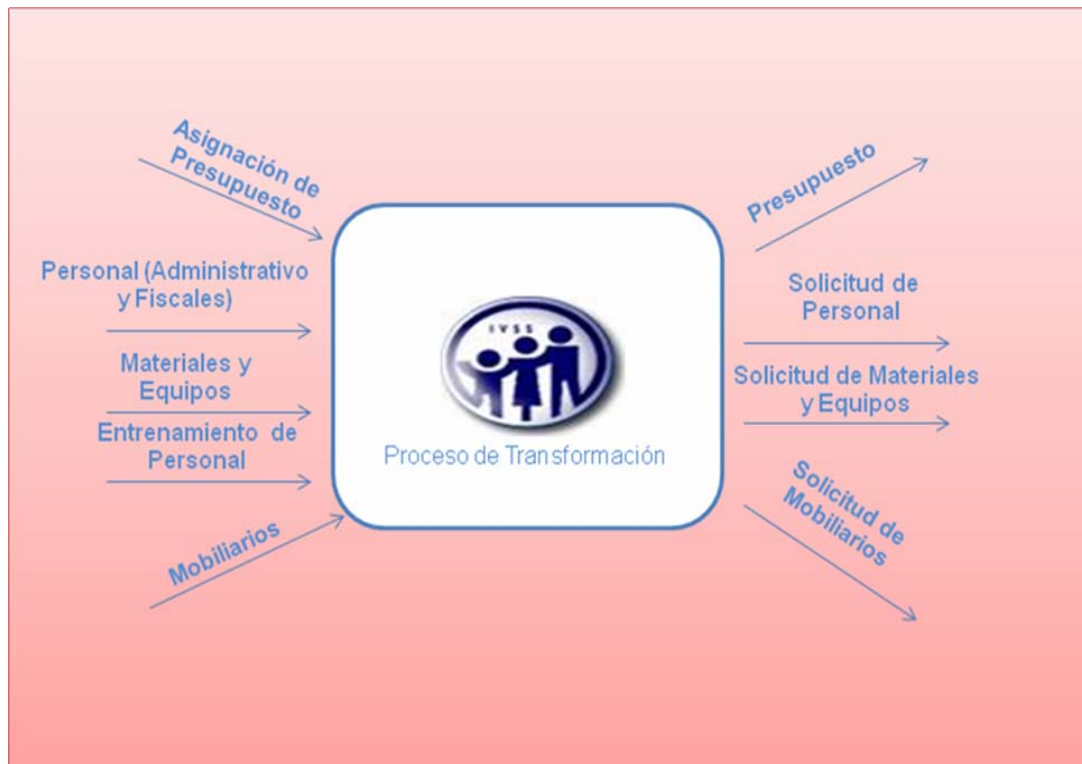 Asignación de
Presupuesto
Personal (Administrativo
y Fiscales)
Materiales y
Equipos
Entrenamiento de
Personal
Mobiliarios
IVSS
Proceso de Transformación
Presupuesto
Solicitud de
Personal
Solicitud de Materiales
y Equipos
Solicitud de
Mobiliarios